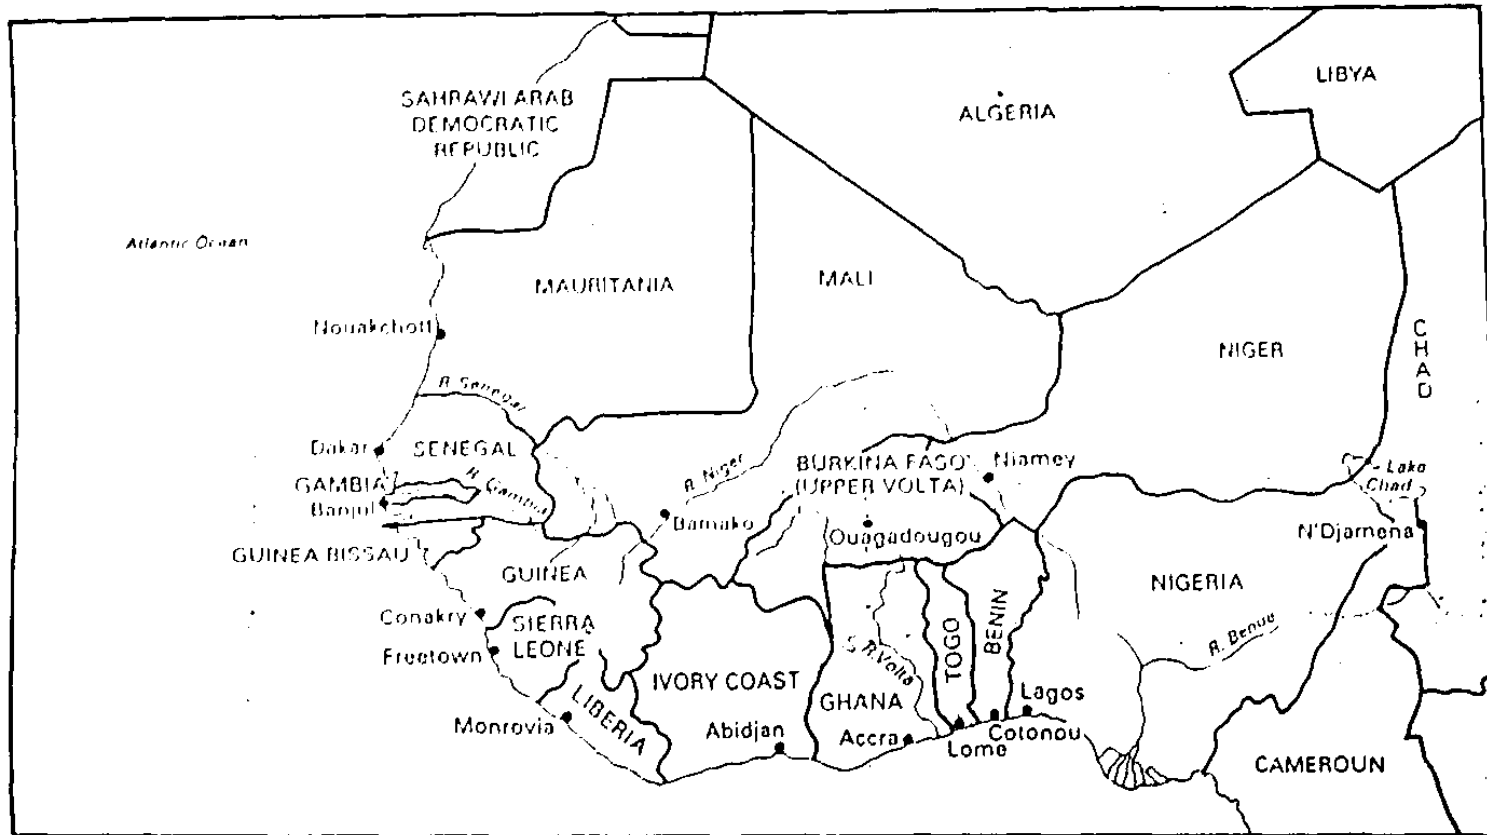 LIBYA
SAHRAWI ARAB
DEMOCRATIC
REPUBLIC
ALGERIA
Atlantic Ocean
MAURITANIA
MALI
Nouakchott
NIGER
CHAD
R. Senegal
Dakar
SENEGAL
GAMBIA
R. Gambia
Banjul
R. Niger
BURKINA FASO
(UPPER VOLTA)
Niamey
Lake
Chad
Bamako
Ouagadougou
N'Djamena
GUINEA BISSAU
GUINEA
NIGERIA
Conakry
SIERRA
LEONE
Freetown
TOGO
BENIN
R. Benue
R. Volta
IVORY COAST
GHANA
LIBERIA
Lagos
Monrovia
Abidjan
Accra
Lome
Cotonou
CAMEROUN